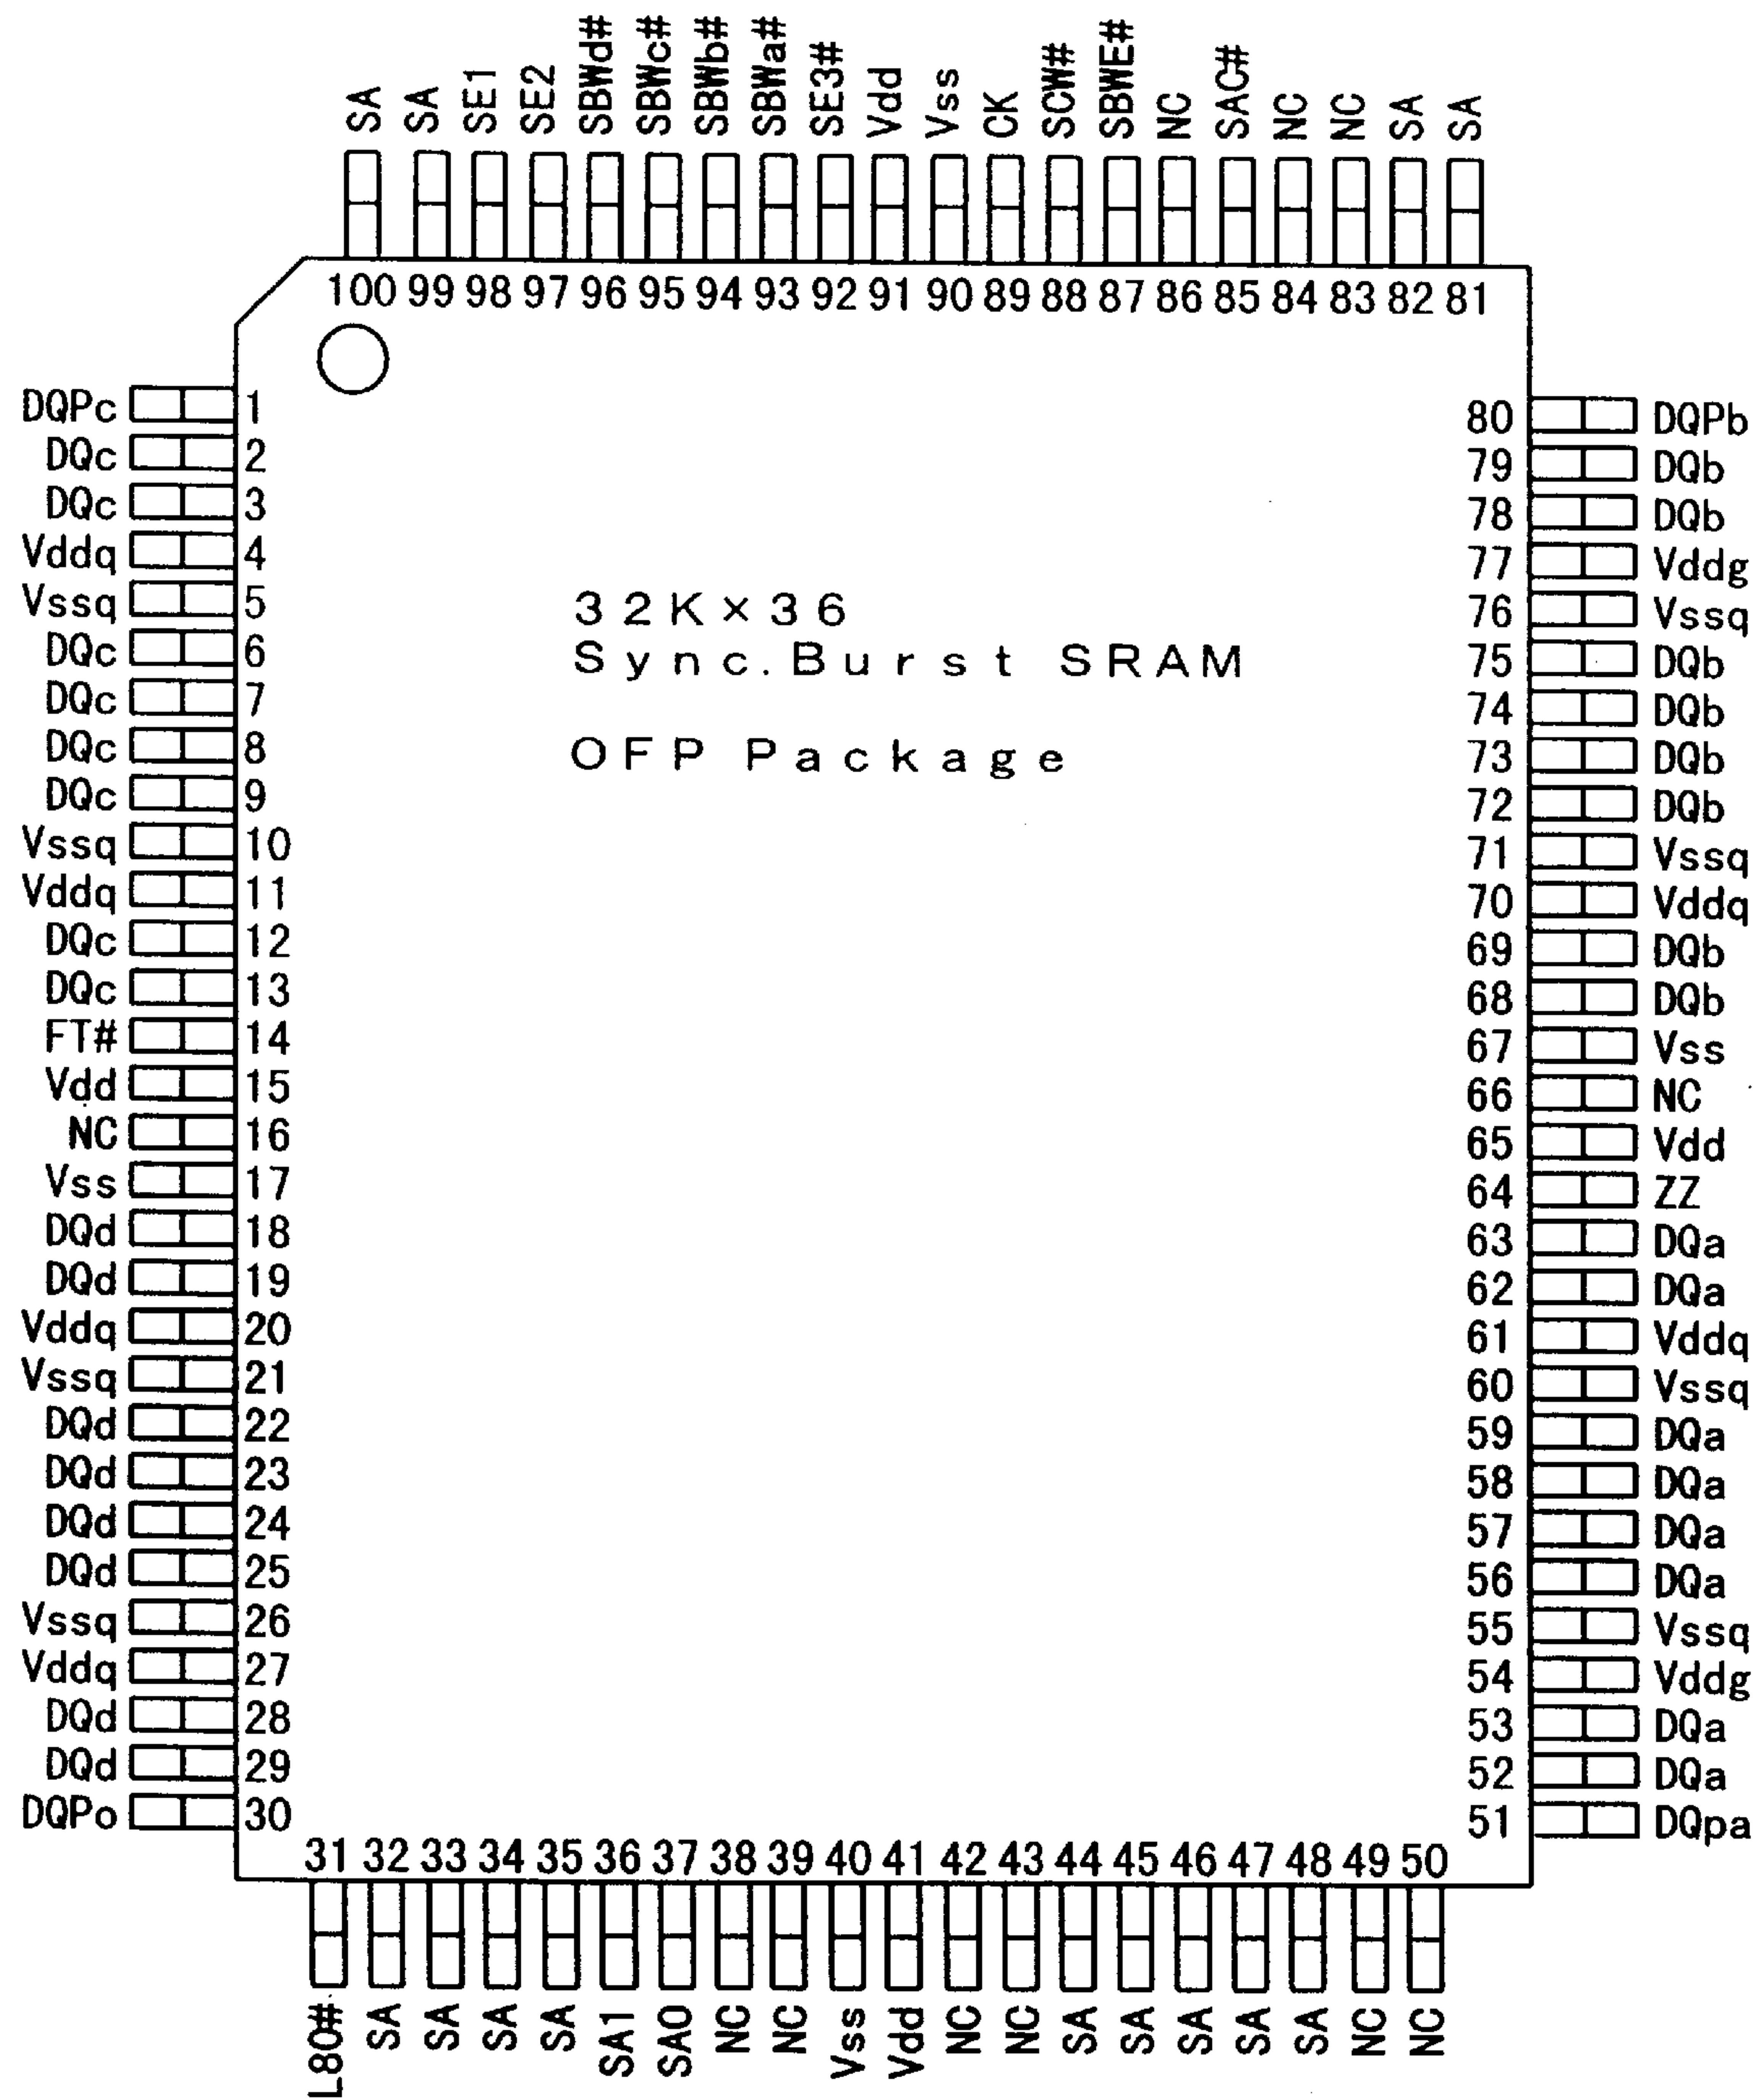 SA SA SE1 SE2 SBWd# SBWc# SBWb# SBWa# SE3# Vdd Vss CK SCW# SBWE# NC SAC# NC NC SA SA
100 99 98 97 96 95 94 93 92 91 90 89 88 87 86 85 84 83 82 81
DQPc 1 80 DQPb
DQc 2 79 DQb
DQc 3 78 DQb
Vddq 4 77 Vddg
Vssq 5 76 Vssq
32K×36
DQc 6 75 DQb
Sync.Burst SRAM
DQc 7 74 DQb
DQc 8 73 DQb
OFP Package
DQc 9 72 DQb
Vssq 10 71 Vssq
Vddq 11 70 Vddq
DQc 12 69 DQb
DQc 13 68 DQb
FT# 14 67 Vss
Vdd 15 66 NC
NC 16 65 Vdd
Vss 17 64 ZZ
DQd 18 63 DQa
DQd 19 62 DQa
Vddq 20 61 Vddq
Vssq 21 60 Vssq
DQd 22 59 DQa
DQd 23 58 DQa
DQd 24 57 DQa
DQd 25 56 DQa
Vssq 26 55 Vssq
Vddq 27 54 Vddg
DQd 28 53 DQa
DQd 29 52 DQa
DQPo 30 51 DQpa
31 32 33 34 35 36 37 38 39 40 41 42 43 44 45 46 47 48 49 50
L80# SA SA SA SA SA1 SA0 NC NC Vss Vdd NC NC SA SA SA SA SA NC NC